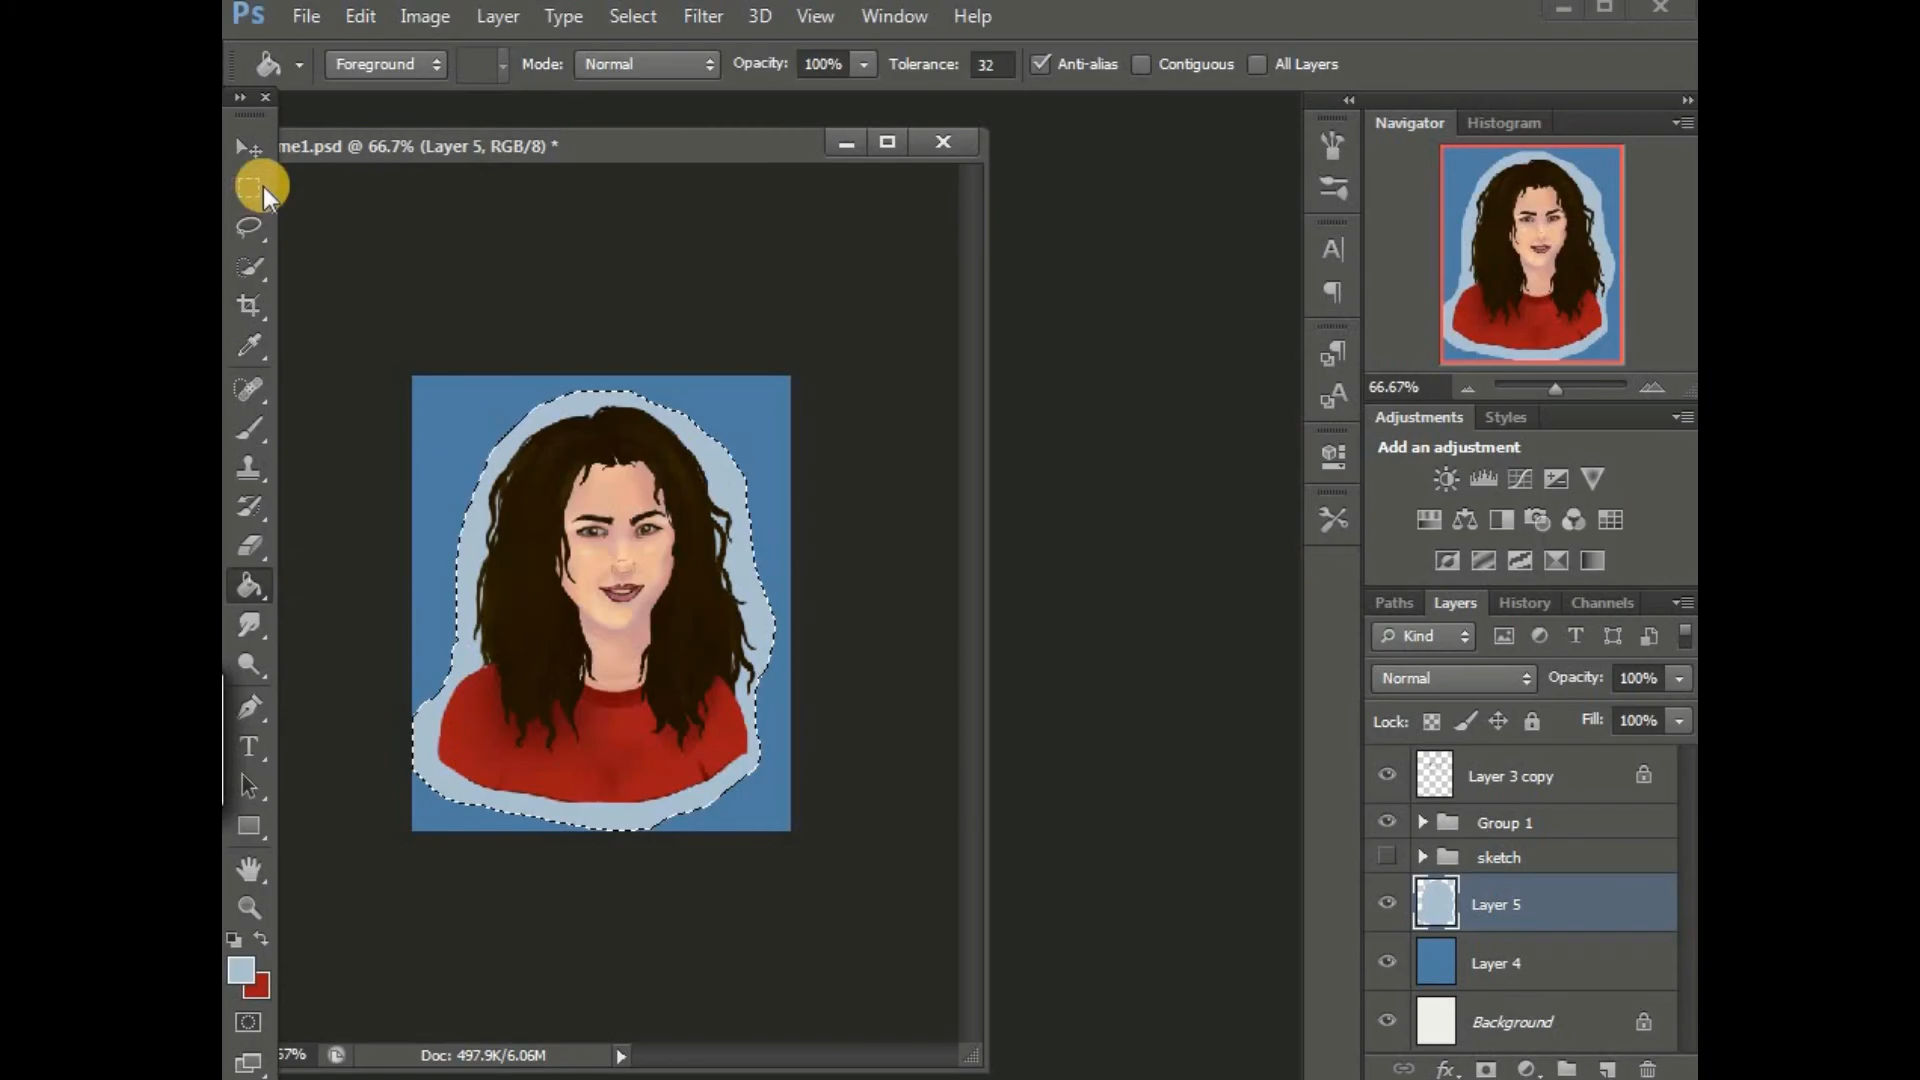 Ps File Edit Image Layer Type Select Filter 3D View Window Help
Foreground Mode: Normal Opacity: 100% Tolerance: 32 Anti-alias Contiguous All Layers
me1.psd @ 66.7% (Layer 5, RGB/8) *
Navigator Histogram
66.67%
Adjustments Styles
Add an adjustment
Paths Layers History Channels
Kind
Normal Opacity: 100%
Lock: Fill: 100%
Layer 3 copy
Group 1
sketch
Layer 5
Layer 4
Background
57% Doc: 497.9K/6.06M
fx